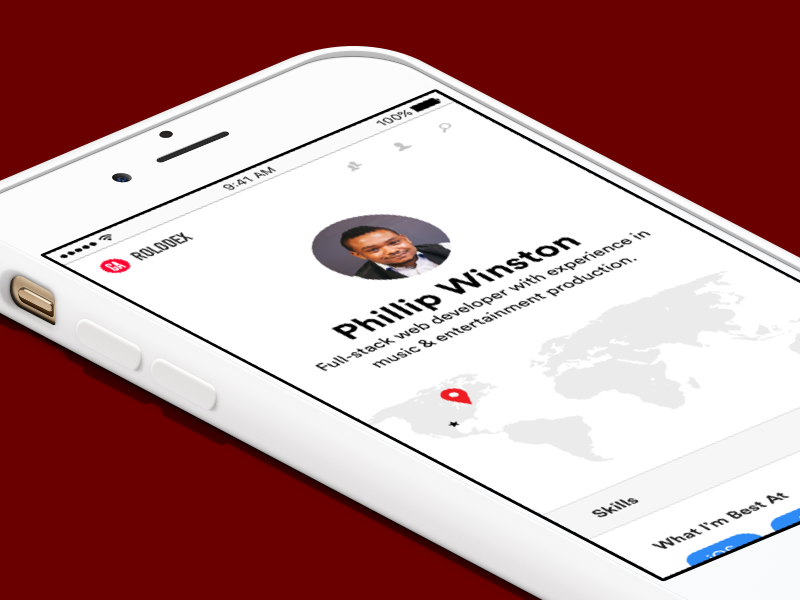 9:41 AM
100%
SA ROLODEX
Phillip Winston
Full-stack web developer with experience in
music & entertainment production.
Skills
What I'm Best At
iOS